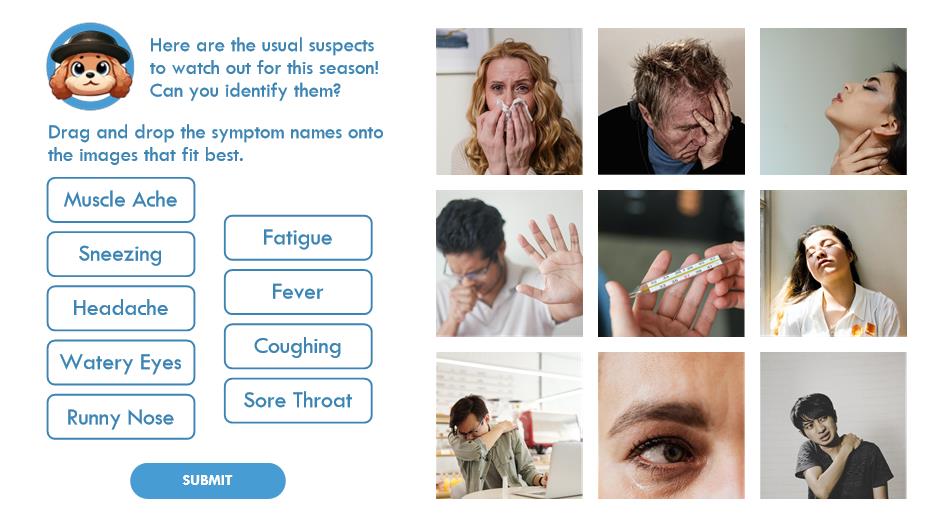 Here are the usual suspects
to watch out for this season!
Can you identify them?
Drag and drop the symptom names onto
the images that fit best.
Muscle Ache
Sneezing
Headache
Watery Eyes
Runny Nose
Fatigue
Fever
Coughing
Sore Throat
SUBMIT